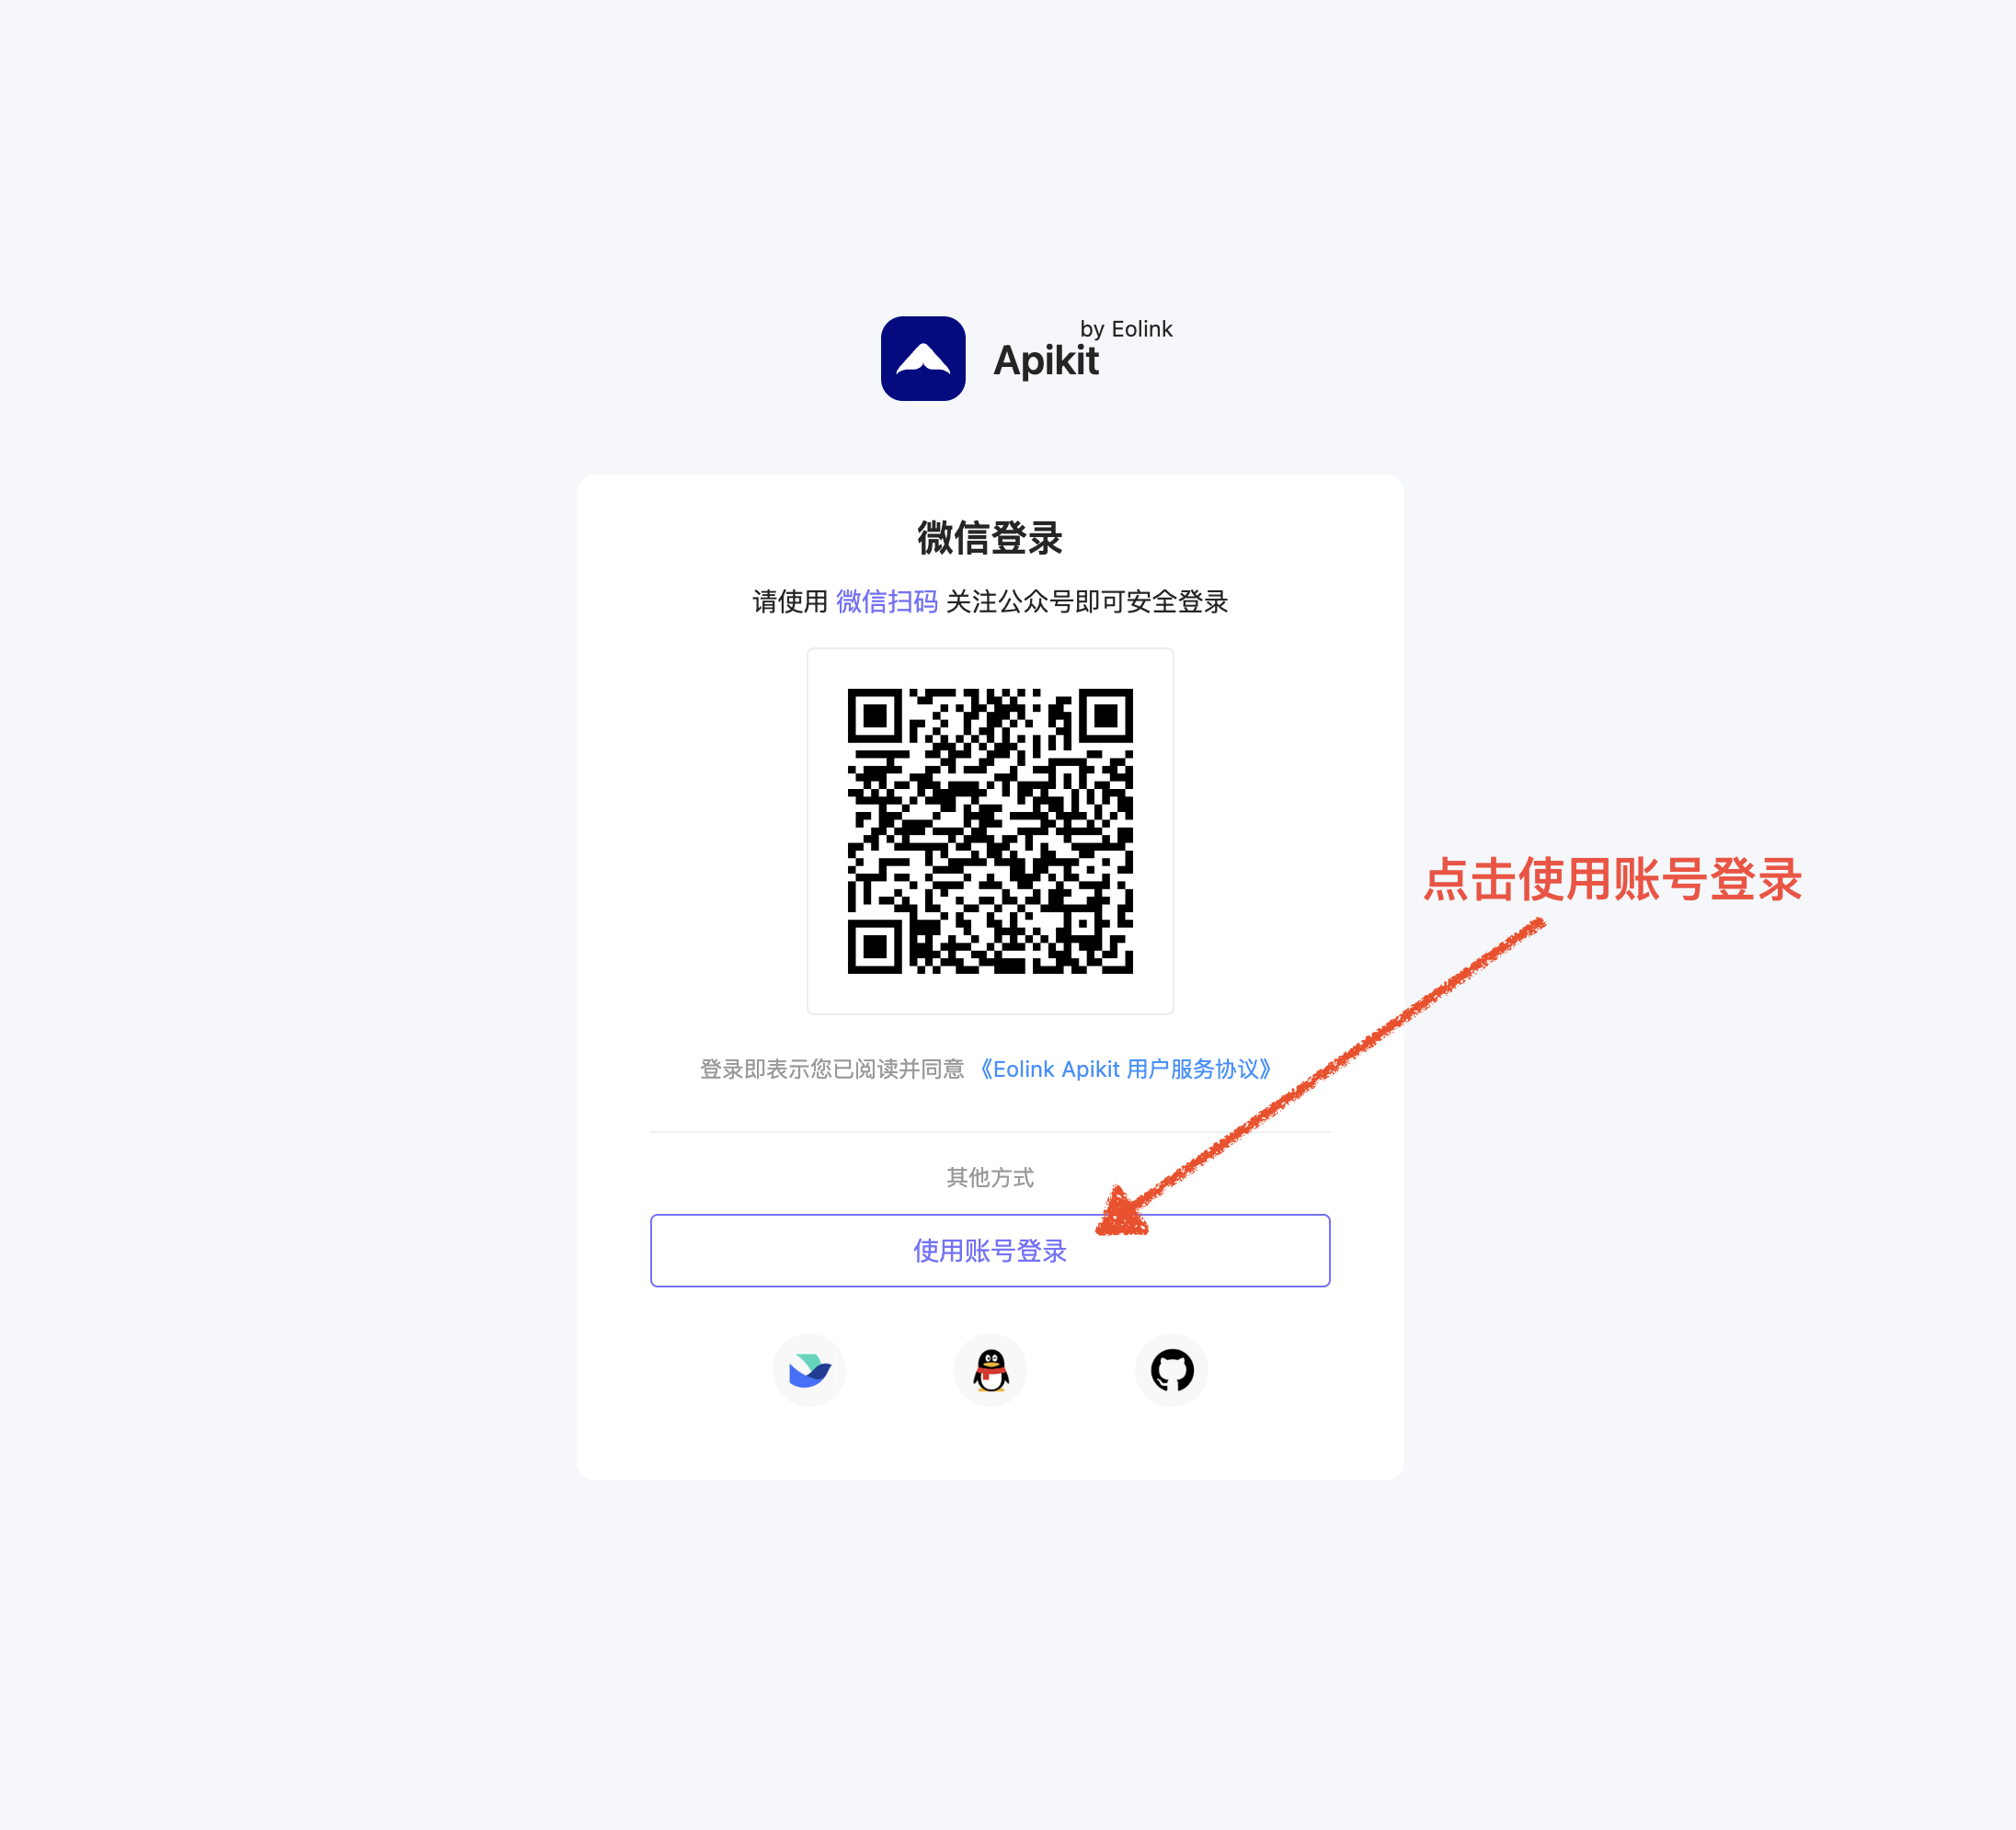 by Eolink
Apikit
微信登录
请使用 微信扫码 关注公众号即可安全登录
点击使用账号登录
登录即表示您已阅读并同意 《Eolink Apikit 用户服务协议》
其他方式
使用账号登录